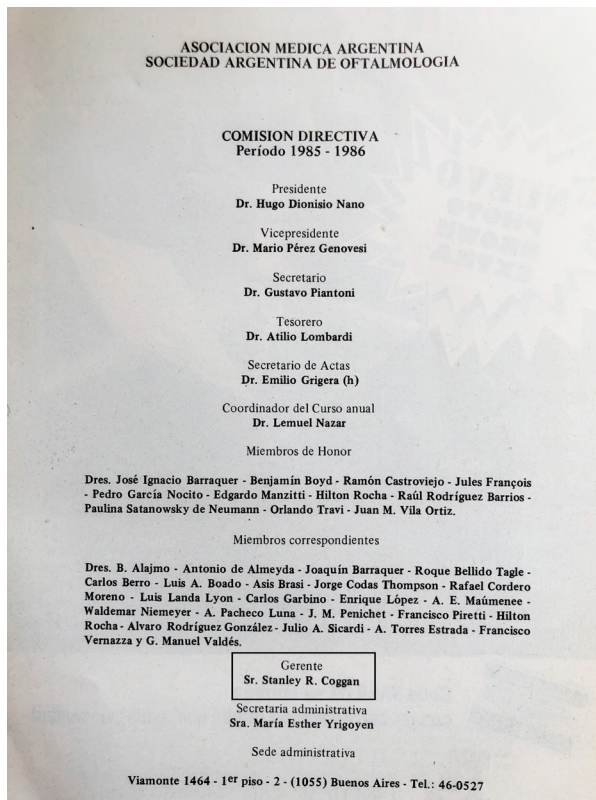 ASOCIACION MEDICA ARGENTINA
SOCIEDAD ARGENTINA DE OFTALMOLOGIA
COMISION DIRECTIVA
Período 1985 - 1986
Presidente
Dr. Hugo Dionisio Nano
Vicepresidente
Dr. Mario Pérez Genovesi
Secretario
Dr. Gustavo Piantoni
Tesorero
Dr. Atilio Lombardi
Secretario de Actas
Dr. Emilio Grigera (h)
Coordinador del Curso anual
Dr. Lemuel Nazar
Miembros de Honor
Dres. José Ignacio Barraquer - Benjamín Boyd - Ramón Castroviejo - Jules François
- Pedro García Nocito - Edgardo Manzitti - Hilton Rocha - Raúl Rodríguez Barrios -
Paulina Satanowsky de Neumann - Orlando Travi - Juan M. Vila Ortiz.
Miembros correspondientes
Dres. B. Alajmo - Antonio de Almeyda - Joaquín Barraquer - Roque Bellido Tagle -
Carlos Berro - Luis A. Boado - Asis Brasi - Jorge Codas Thompson - Rafael Cordero
Moreno - Luis Landa Lyon - Carlos Garbino - Enrique López - A. E. Maúmenee -
Waldemar Niemeyer - A. Pacheco Luna - J. M. Penichet - Francisco Piretti - Hilton
Rocha - Alvaro Rodríguez González - Julio A. Sicardi - A. Torres Estrada - Francisco
Vernazza y G. Manuel Valdés.
Gerente
Sr. Stanley R. Coggan
Secretaria administrativa
Sra. María Esther Yrigoyen
Sede administrativa
Viamonte 1464 - 1er piso - 2 - (1055) Buenos Aires - Tel.: 46-0527